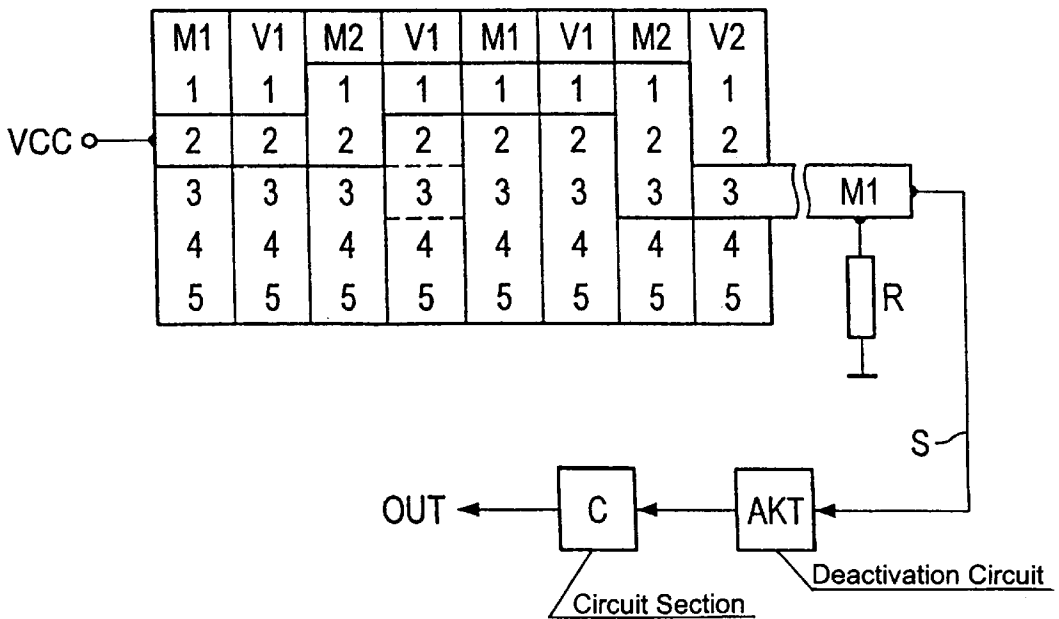 M1 V1 M2 V1 M1 V1 M2 V2
1 1 1 1 1 1 1 1
VCC 2 2 2 2 2 2 2 2
3 3 3 3 3 3 3 3 M1
4 4 4 4 4 4 4 4
5 5 5 5 5 5 5 5
R
S
OUT C AKT
Deactivation Circuit
Circuit Section